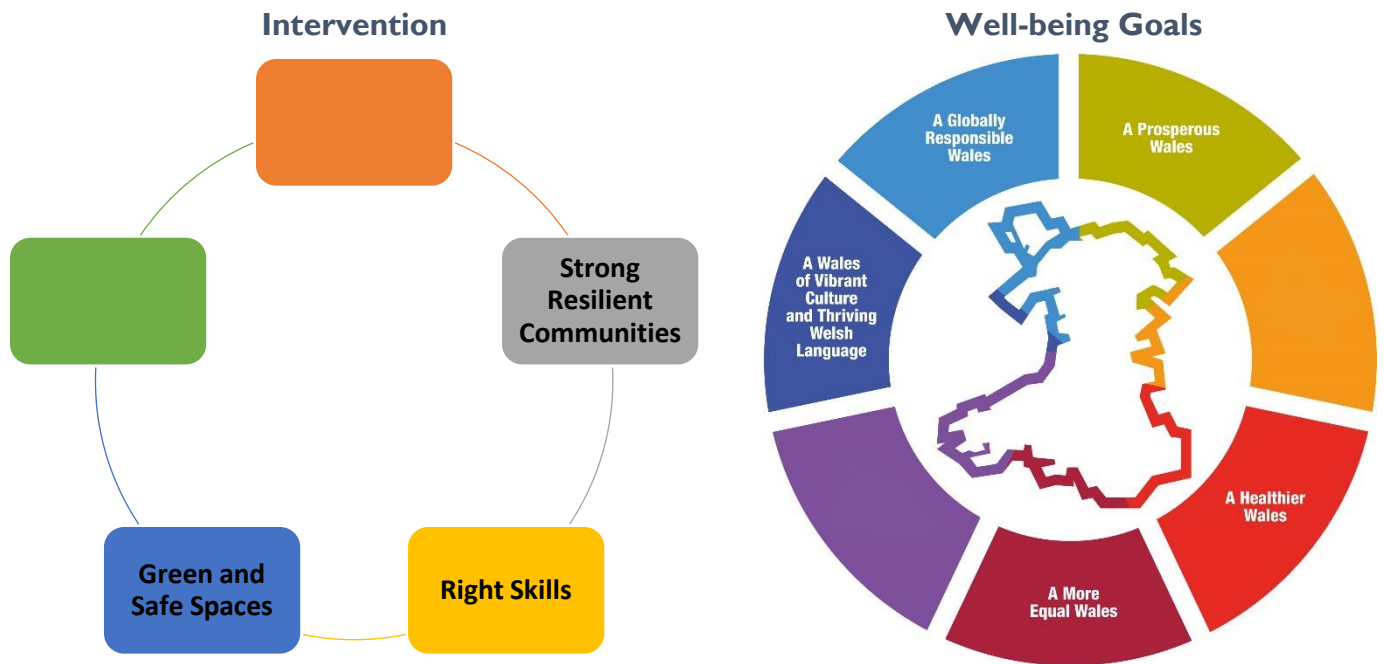 Intervention
Strong
Resilient
Communities
Green and
Safe Spaces
Right Skills
Well-being Goals
A Globally
Responsible
Wales
A Prosperous
Wales
A Wales
of Vibrant
Culture
and Thriving
Welsh
Language
A Healthier
Wales
A More
Equal Wales